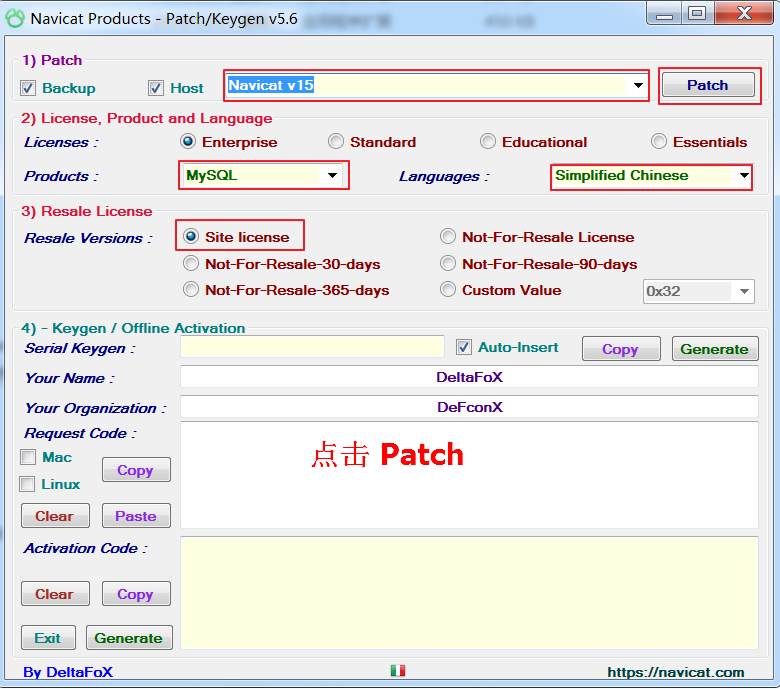 Navicat Products - Patch/Keygen v5.6
1) Patch
Backup Host Navicat v15 Patch
2) License, Product and Language
Licenses : Enterprise Standard Educational Essentials
Products : MySQL Languages : Simplified Chinese
3) Resale License
Resale Versions : Site license Not-For-Resale License
Not-For-Resale-30-days Not-For-Resale-90-days
Not-For-Resale-365-days Custom Value 0x32
4) - Keygen / Offline Activation
Serial Keygen : Auto-Insert Copy Generate
Your Name : DeltaFoX
Your Organization : DeFconX
Request Code :
点击 Patch
Mac
Copy
Linux
Clear Paste
Activation Code :
Clear Copy
Exit Generate
By DeltaFoX https://navicat.com